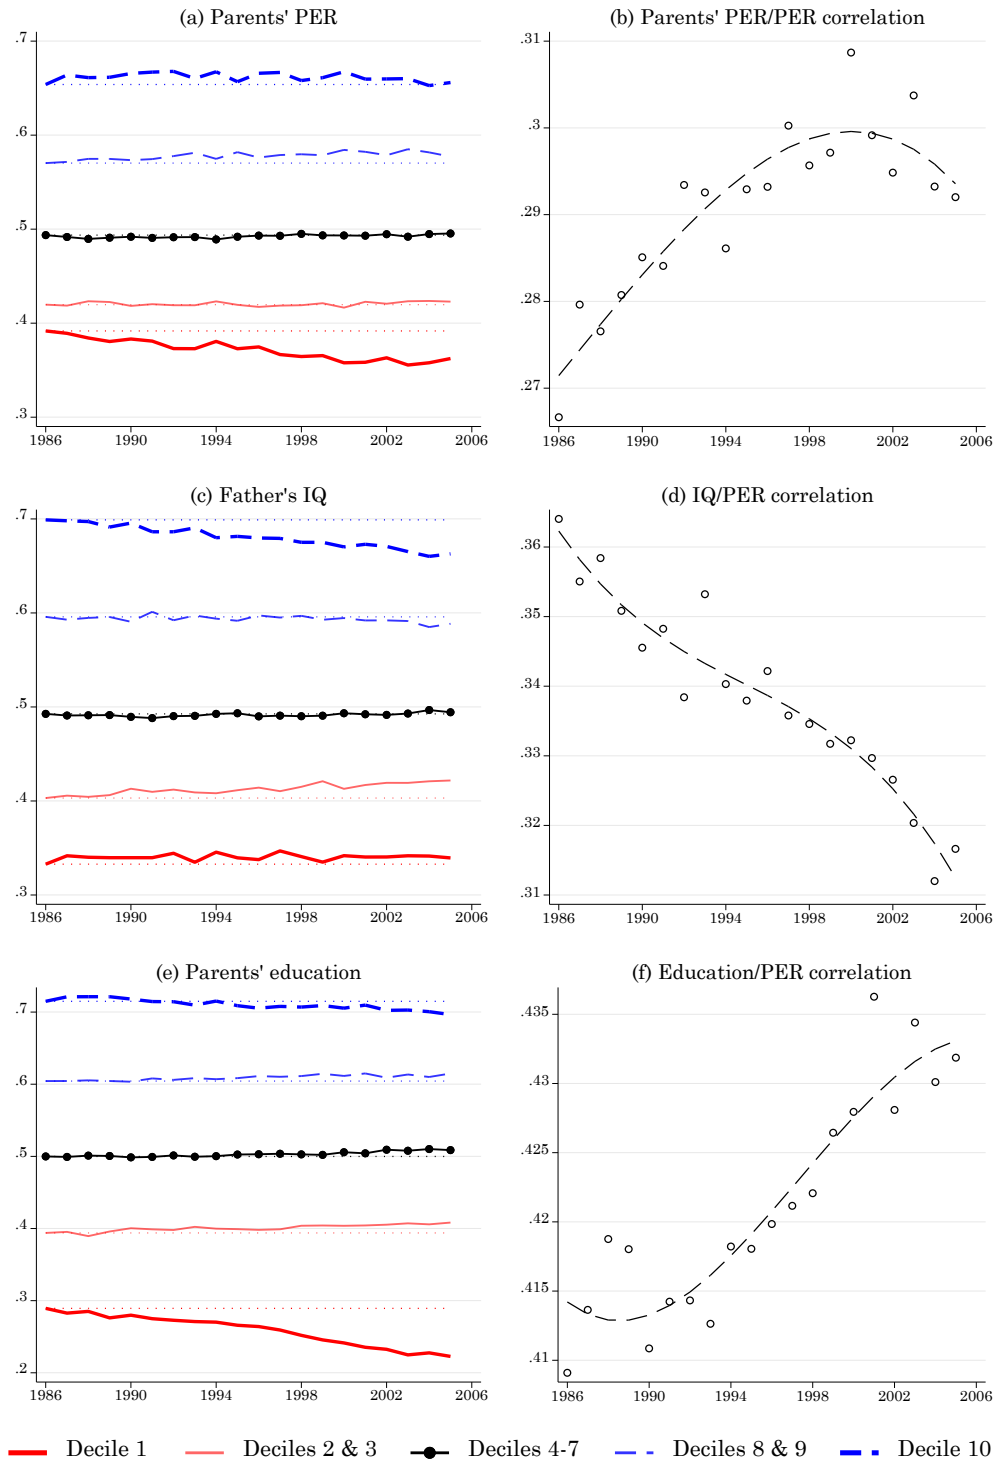 (a) Parents' PER
.7
.6
.5
.4
.3
1986 1990 1994 1998 2002 2006
(b) Parents' PER/PER correlation
.31
.3
.29
.28
.27
1986 1990 1994 1998 2002 2006
(c) Father's IQ
.7
.6
.5
.4
.3
1986 1990 1994 1998 2002 2006
(d) IQ/PER correlation
.36
.35
.34
.33
.32
.31
1986 1990 1994 1998 2002 2006
(e) Parents' education
.7
.6
.5
.4
.3
.2
1986 1990 1994 1998 2002 2006
(f) Education/PER correlation
.435
.43
.425
.42
.415
.41
1986 1990 1994 1998 2002 2006
Decile 1 Deciles 2 & 3 Deciles 4-7 Deciles 8 & 9 Decile 10